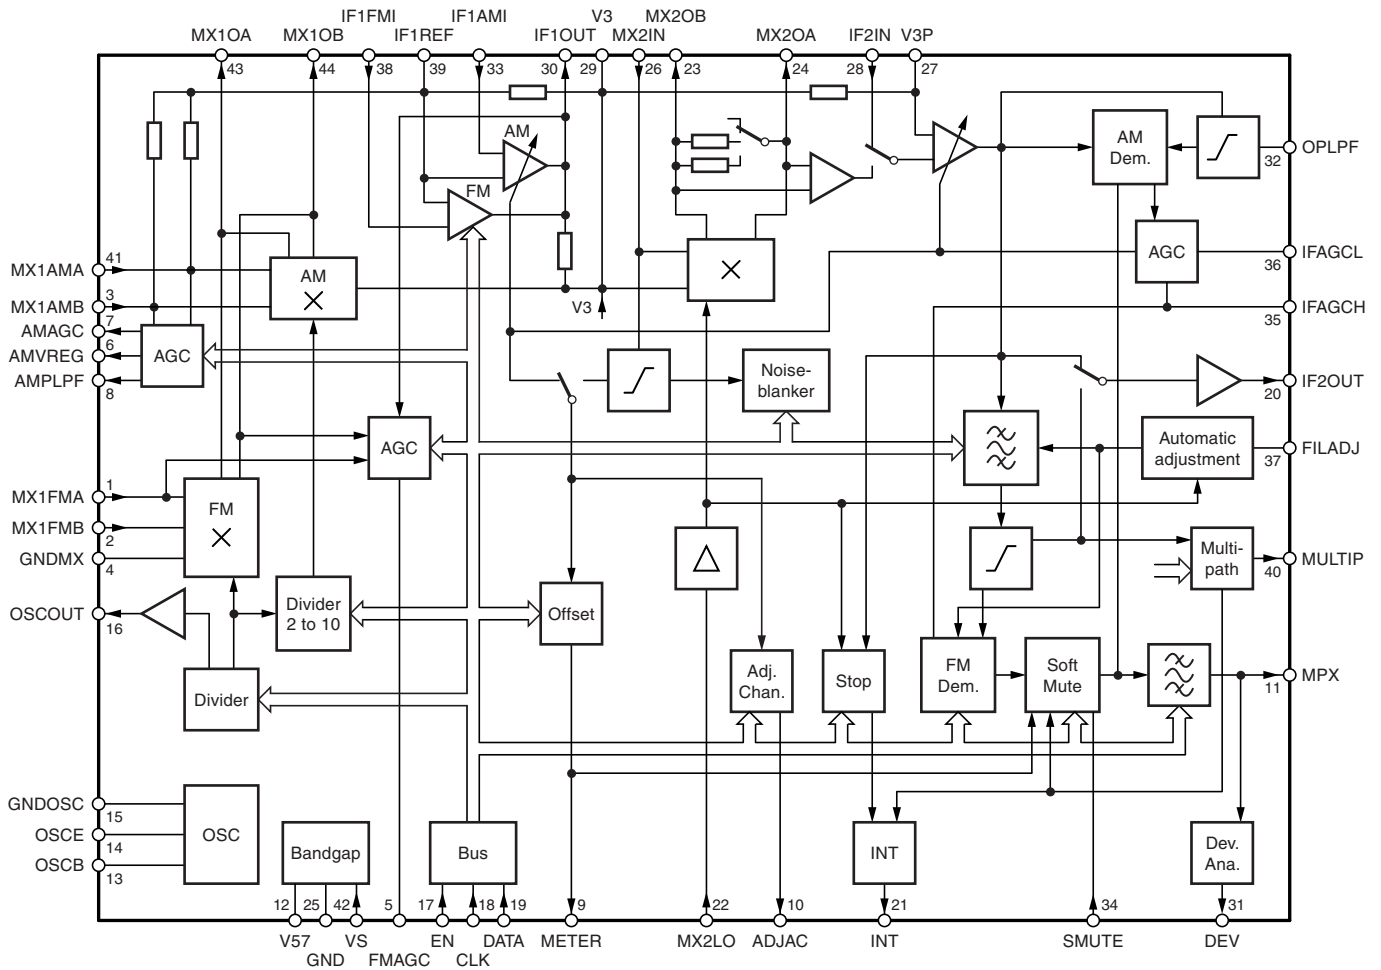 IF1FMI IF1AMI V3 MX2OB
MX1OA MX1OB IF1REF IF1OUT MX2IN MX2OA IF2IN V3P
43 44 38 39 33 30 29 26 23 24 28 27
AM
FM
AM
Dem.
32 OPLPF
MX1AMA 41
AM
AGC
36 IFAGCL
MX1AMB 3
V3
35 IFAGCH
AMAGC 7
AMVREG 6
AGC
AMPLPF 8
Noise-
blanker
20 IF2OUT
AGC
Automatic
adjustment
37 FILADJ
MX1FMA 1
FM
MX1FMB 2
GNDMX 4
Multi-
path
40 MULTIP
OSCOUT 16
Divider
2 to 10
Offset
Divider
Adj.
Chan.
Stop
FM
Dem.
Soft
Mute
11 MPX
GNDOSC 15
OSCE 14
OSC
OSCB 13
Bandgap
Bus
INT
Dev.
Ana.
12 25 42 5 17 18 19 9 22 10 21 34 31
V57 VS EN DATA METER MX2LO ADJAC INT SMUTE DEV
GND FMAGC CLK